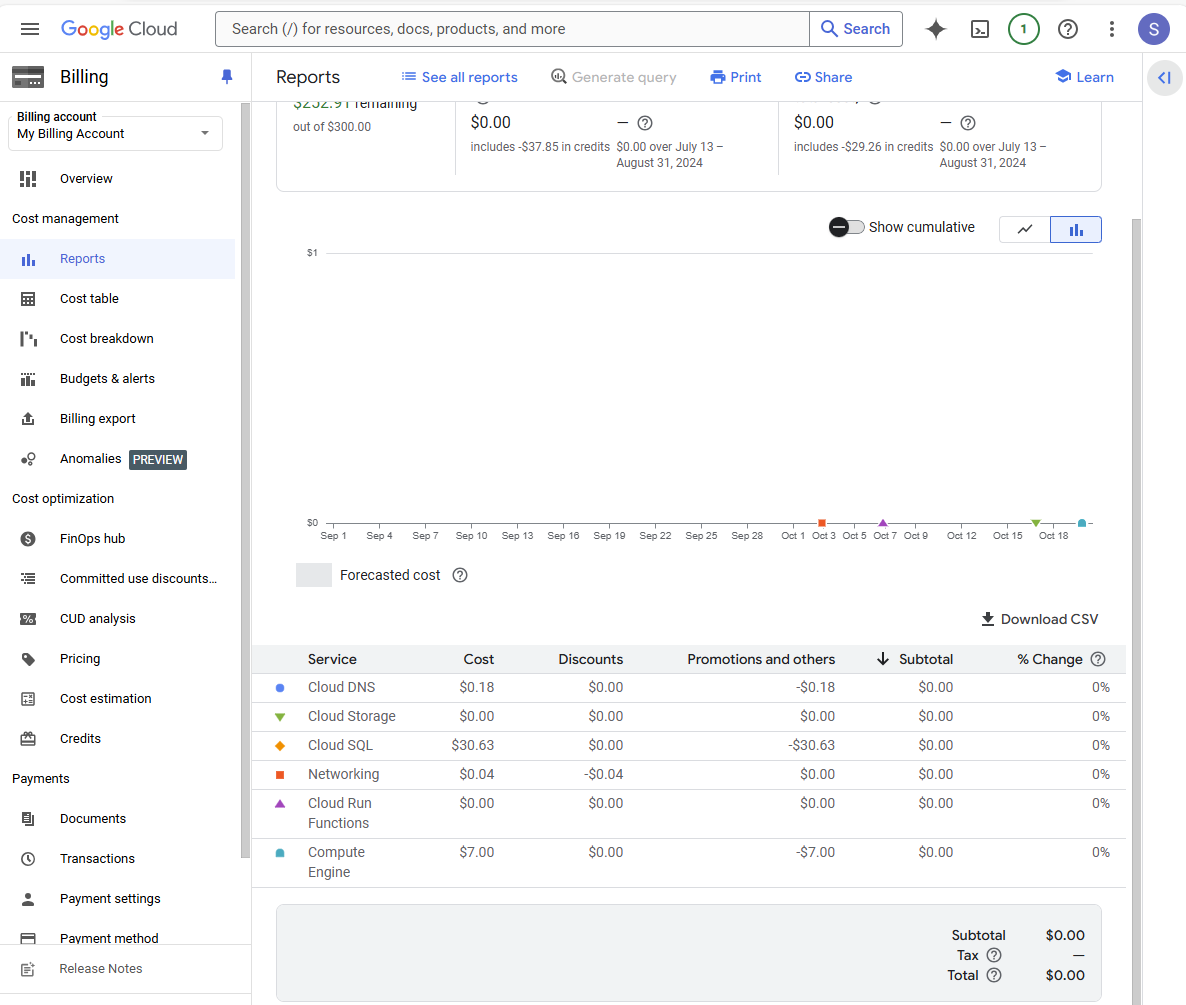 Google Cloud
Search (/) for resources, docs, products, and more
Search
1
S
Billing
Billing account
My Billing Account
Overview
Cost management
Reports
Cost table
Cost breakdown
Budgets & alerts
Billing export
Anomalies PREVIEW
Cost optimization
FinOps hub
Committed use discounts...
CUD analysis
Pricing
Cost estimation
Credits
Payments
Documents
Transactions
Payment settings
Payment method
Release Notes
Reports
See all reports
Generate query
Print
Share
Learn
$252.91 remaining
out of $300.00
$0.00
includes -$37.85 in credits
—
$0.00 over July 13 –
August 31, 2024
$0.00
includes -$29.26 in credits
—
$0.00 over July 13 –
August 31, 2024
Show cumulative
$1
$0
Sep 1 Sep 4 Sep 7 Sep 10 Sep 13 Sep 16 Sep 19 Sep 22 Sep 25 Sep 28 Oct 1 Oct 3 Oct 5 Oct 7 Oct 9 Oct 12 Oct 15 Oct 18
Forecasted cost
Download CSV
Service Cost Discounts Promotions and others Subtotal % Change
Cloud DNS $0.18 $0.00 -$0.18 $0.00 0%
Cloud Storage $0.00 $0.00 $0.00 $0.00 0%
Cloud SQL $30.63 $0.00 -$30.63 $0.00 0%
Networking $0.04 -$0.04 $0.00 $0.00 0%
Cloud Run $0.00 $0.00 $0.00 $0.00 0%
Functions
Compute $7.00 $0.00 -$7.00 $0.00 0%
Engine
Subtotal $0.00
Tax —
Total $0.00